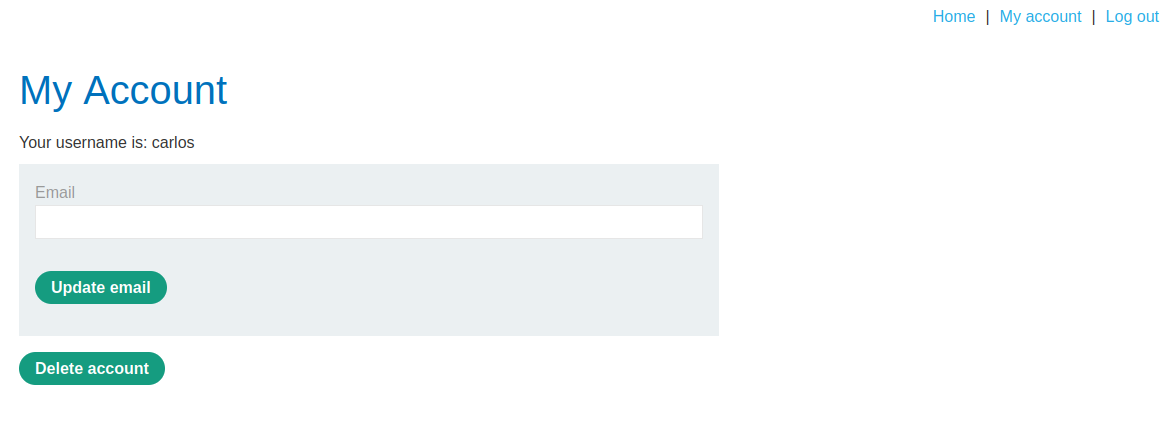 Home | My account | Log out
My Account
Your username is: carlos
Email
Update email
Delete account